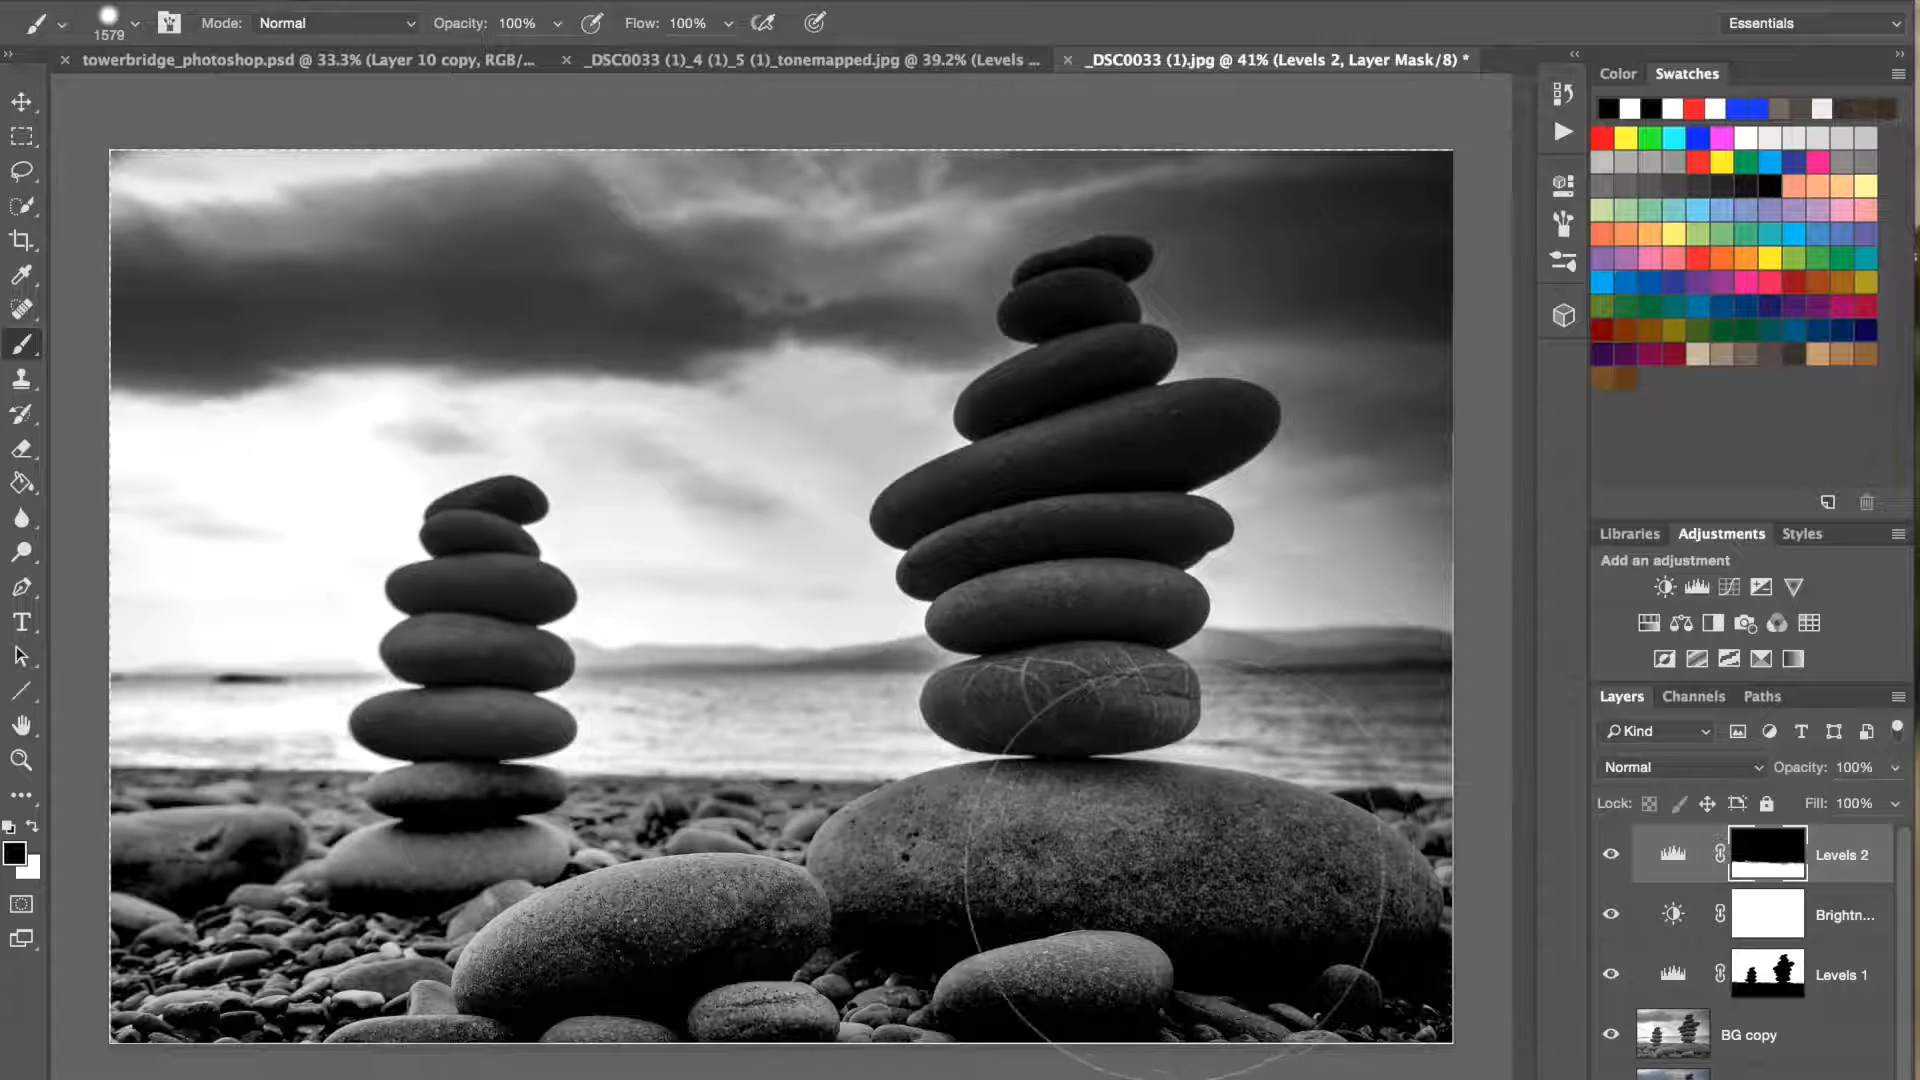 1579
Mode: Normal
Opacity: 100%
Flow: 100%
Essentials
towerbridge_photoshop.psd @ 33.3% (Layer 10 copy, RGB/...
_DSC0033 (1)_4 (1)_5 (1)_tonemapped.jpg @ 39.2% (Levels ...
_DSC0033 (1).jpg @ 41% (Levels 2, Layer Mask/8) *
Color Swatches
Libraries Adjustments Styles
Add an adjustment
Layers Channels Paths
Kind
Normal Opacity: 100%
Lock: Fill: 100%
Levels 2
Brightn...
Levels 1
BG copy